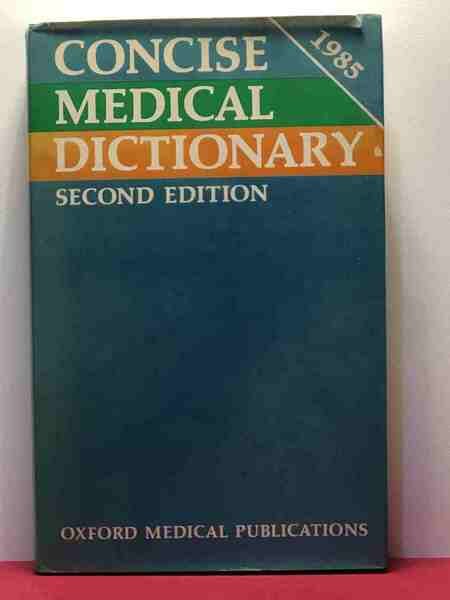 CONCISE
1985
MEDICAL
DICTIONARY
SECOND EDITION
OXFORD MEDICAL PUBLICATIONS